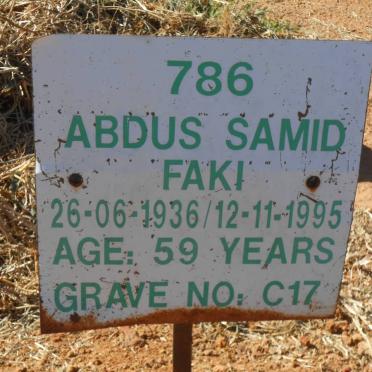 786
ABDUS SAMID
FAKI
26-06-1936/12-11-1995
AGE: 59 YEARS
GRAVE NO: C17